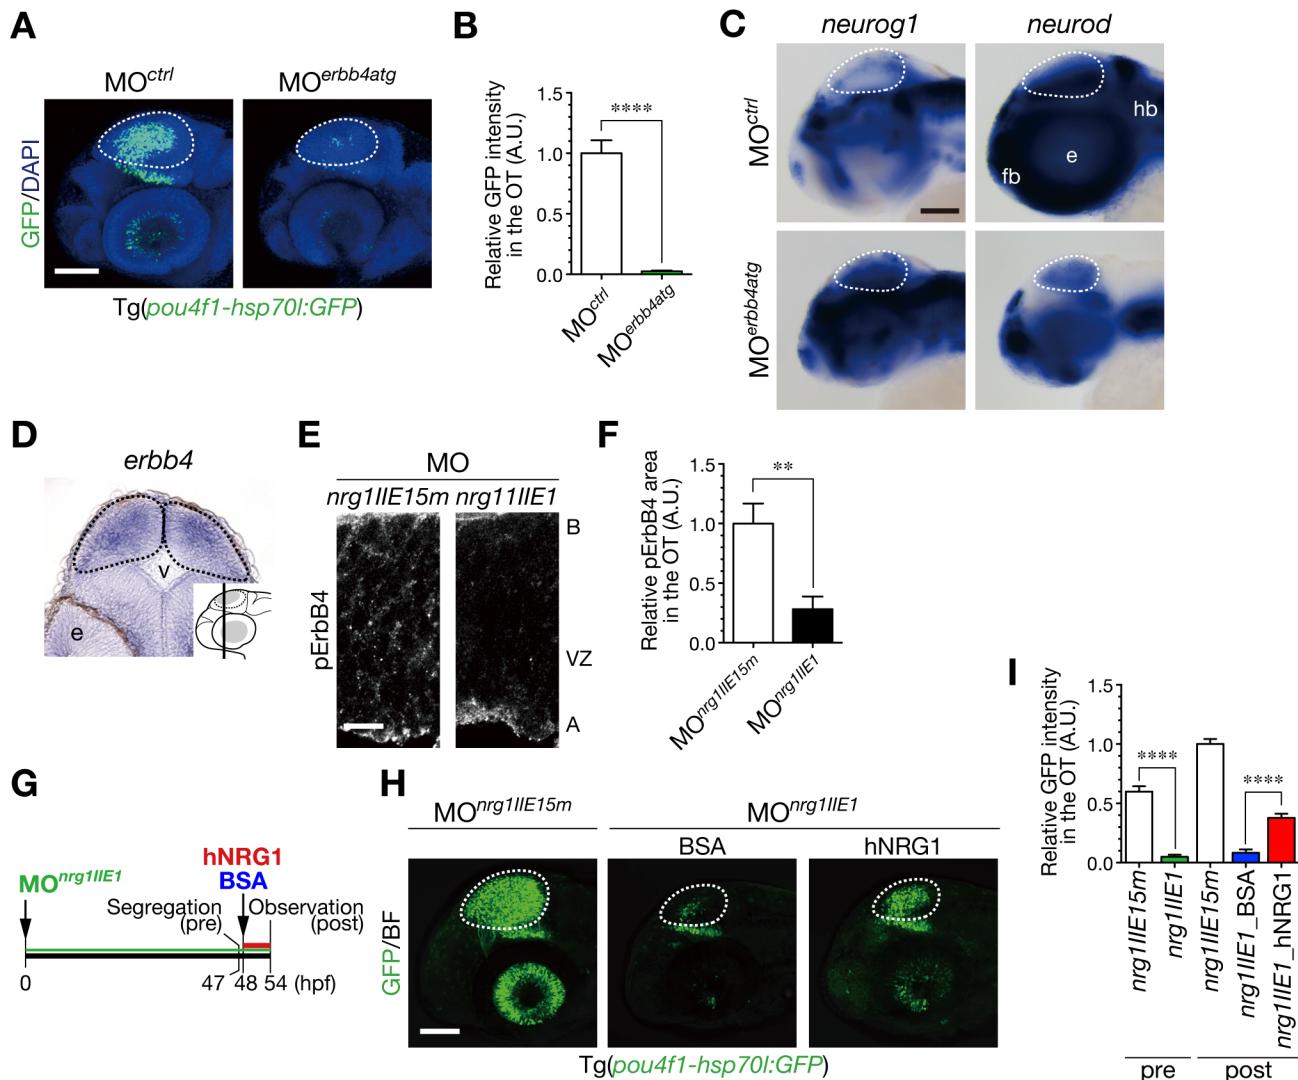 A
MOctrl
MOerbb4atg
GFP/DAPI
Tg(pou4f1-hsp70l:GFP)
B
Relative GFP intensity
in the OT (A.U.)
1.5
1.0
0.5
0.0
****
MOctrl
MOerbb4atg
C
neurog1
neurod
MOctrl
MOerbb4atg
hb
e
fb
D
erbb4
v
e
E
MO
nrg1IIE15m nrg11IIE1
pErbB4
B
VZ
A
F
Relative pErbB4 area
in the OT (A.U.)
1.5
1.0
0.5
0.0
**
MOnrg1IIE15m
MOnrg1IIE1
G
MOnrg1IIE1
hNRG1
BSA
Segregation
(pre)
Observation
(post)
0
47 48 54 (hpf)
H
MOnrg1IIE15m
MOnrg1IIE1
BSA
hNRG1
GFP/BF
Tg(pou4f1-hsp70l:GFP)
I
Relative GFP intensity
in the OT (A.U.)
1.5
1.0
0.5
0.0
****
****
nrg1IIE15m
nrg1IIE1
nrg1IIE15m
nrg1IIE1_BSA
nrg1IIE1_hNRG1
pre
post